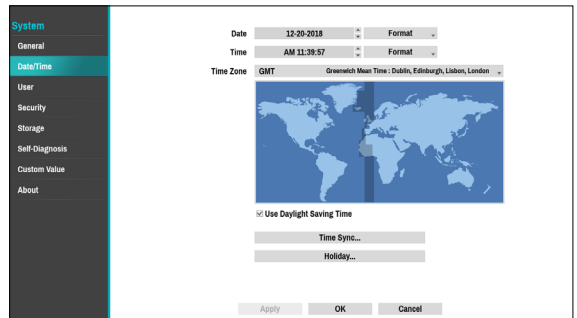 System
General
Date/Time
User
Security
Storage
Self-Diagnosis
Custom Value
About
Date 12-20-2018 Format
Time AM 11:39:57 Format
Time Zone GMT Greenwich Mean Time : Dublin, Edinburgh, Lisbon, London
Use Daylight Saving Time
Time Sync...
Holiday...
Apply OK Cancel